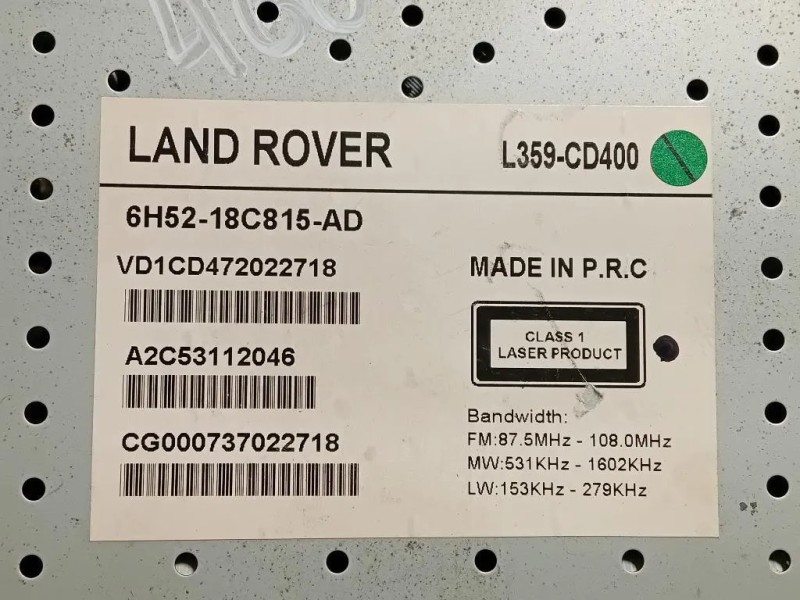 LAND ROVER
L359-CD400
6H52-18C815-AD
VD1CD472022718
MADE IN P.R.C
A2C53112046
CLASS 1
LASER PRODUCT
CG000737022718
Bandwidth:
FM:87.5MHz - 108.0MHz
MW:531KHz - 1602KHz
LW:153KHz - 279KHz